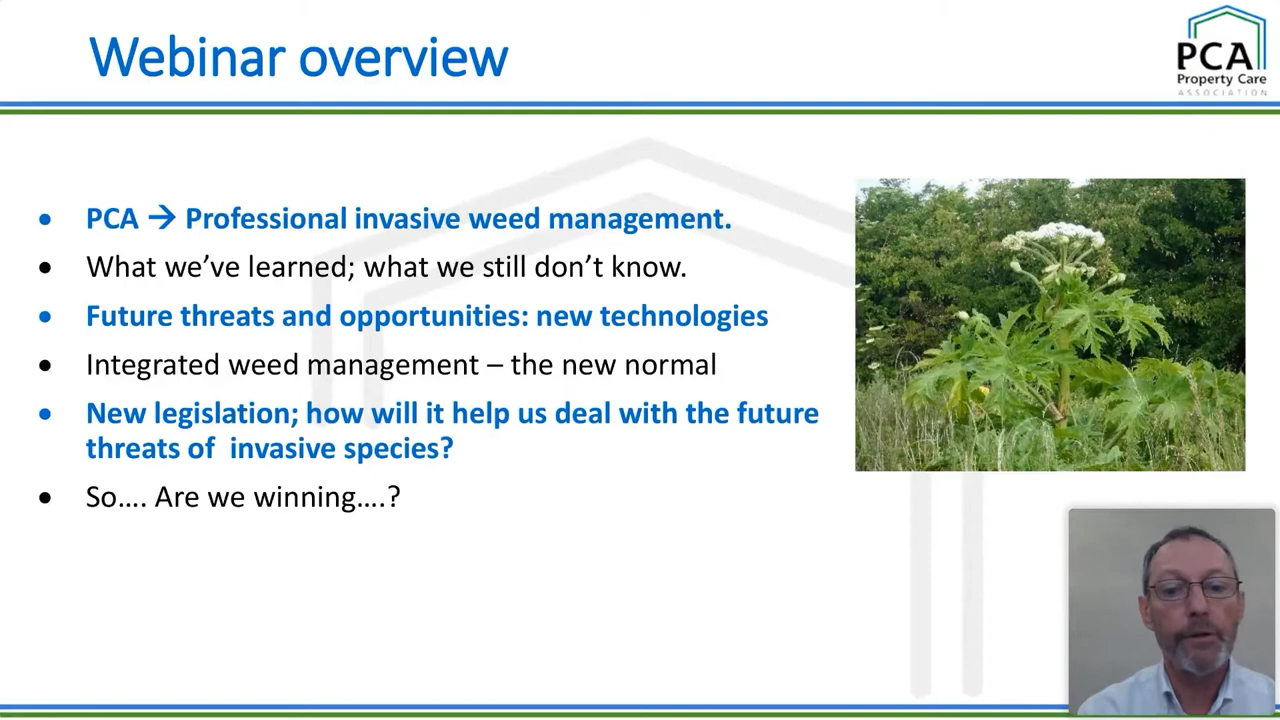 Webinar overview
PCA
Property Care
ASSOCIATION
• PCA → Professional invasive weed management.
• What we’ve learned; what we still don’t know.
• Future threats and opportunities: new technologies
• Integrated weed management – the new normal
• New legislation; how will it help us deal with the future
threats of  invasive species?
• So…. Are we winning….?